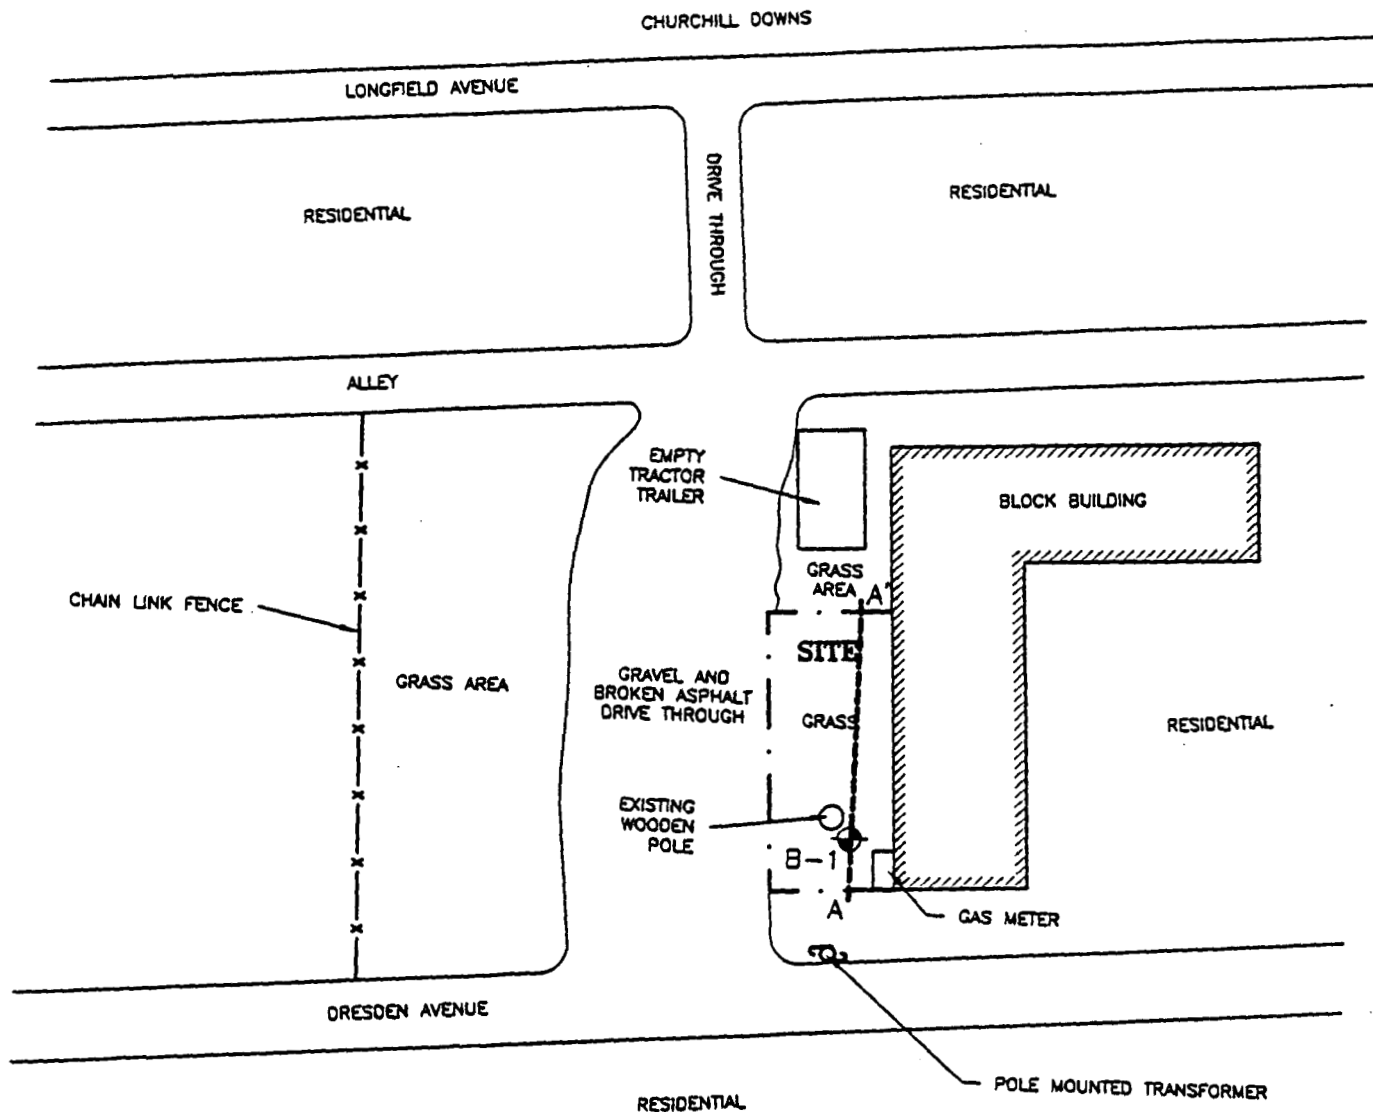 CHURCHILL DOWNS
LONGFIELD AVENUE
DRIVE THROUGH
RESIDENTIAL
RESIDENTIAL
ALLEY
EMPTY
TRACTOR
TRAILER
BLOCK BUILDING
GRASS
AREA
A'
CHAIN LINK FENCE
SITE
GRASS AREA
GRAVEL AND
BROKEN ASPHALT
DRIVE THROUGH
GRASS
RESIDENTIAL
EXISTING
WOODEN
POLE
B-1
A
GAS METER
DRESDEN AVENUE
POLE MOUNTED TRANSFORMER
RESIDENTIAL